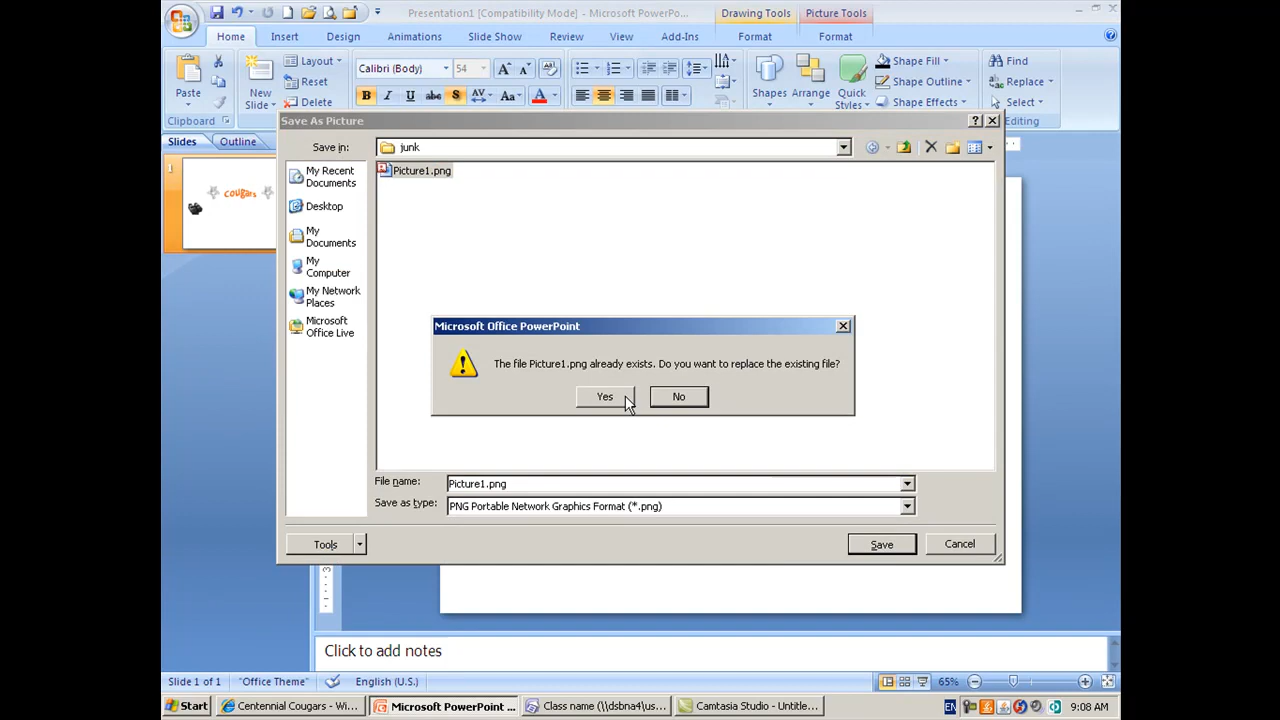 Presentation1 [Compatibility Mode] - Microsoft PowerPo...
Drawing Tools
Picture Tools
Home
Insert
Design
Animations
Slide Show
Review
View
Add-Ins
Format
Format
Paste
Clipboard
New
Slide
Layout
Reset
Delete
Calibri (Body)
54
B I U abc S AV Aa A
Shapes
Arrange
Quick
Styles
Shape Fill
Shape Outline
Shape Effects
Find
Replace
Select
Editing
Slides
Outline
1
cougars
Save As Picture
Save in:
junk
My Recent
Documents
Desktop
My
Documents
My
Computer
My Network
Places
Microsoft
Office Live
Picture1.png
Microsoft Office PowerPoint
The file Picture1.png already exists. Do you want to replace the existing file?
Yes
No
File name:
Picture1.png
Save as type:
PNG Portable Network Graphics Format (*.png)
Tools
Save
Cancel
3
Click to add notes
Slide 1 of 1
"Office Theme"
English (U.S.)
65%
Start
Centennial Cougars - Wi...
Microsoft PowerPoint ...
Class name (\\dsbna4\us...
Camtasia Studio - Untitle...
EN
9:08 AM